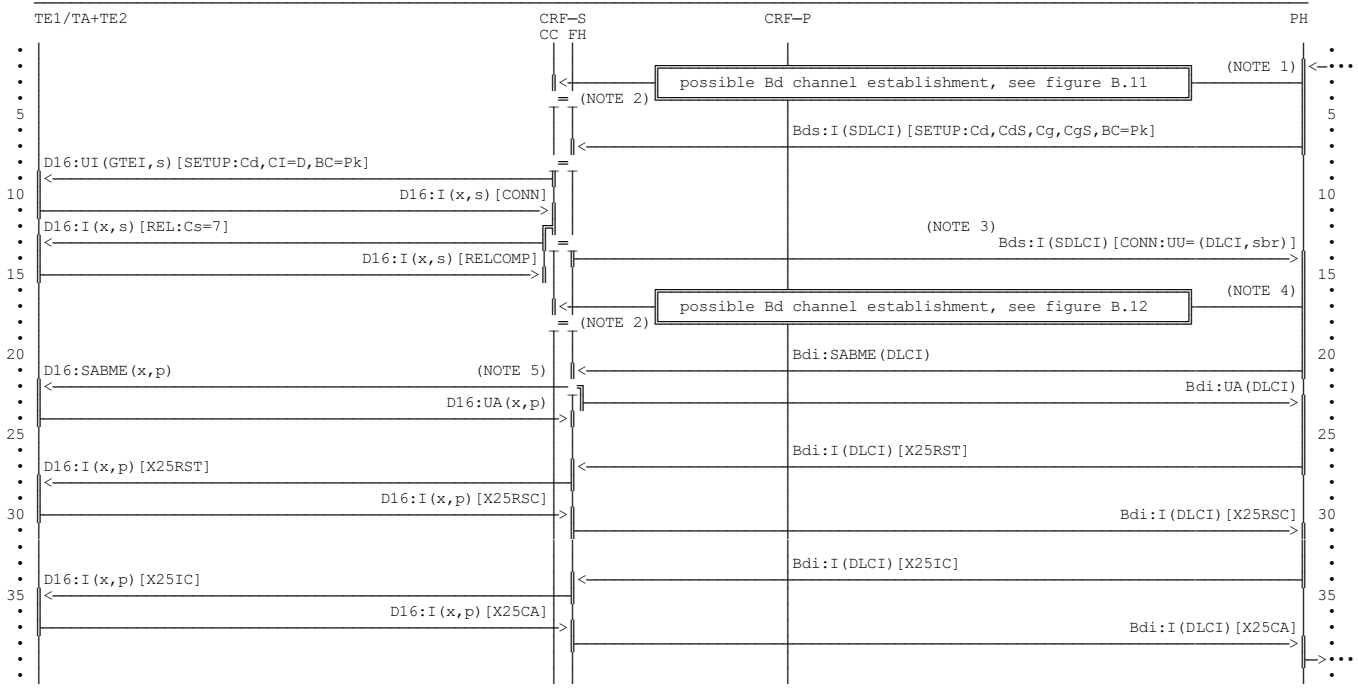 TE1/TA+TE2 CRF—S CRF—P PH
CC FH
(NOTE 1)
possible Bd channel establishment, see figure B.11
= (NOTE 2)
5 5
Bds:I(SDLCI)[SETUP:Cd,CdS,Cg,CgS,BC=Pk]
D16:UI(GTEI,s)[SETUP:Cd,CI=D,BC=Pk] =
10 D16:I(x,s)[CONN] 10
D16:I(x,s)[REL:Cs=7] (NOTE 3)
= Bds:I(SDLCI)[CONN:UU=(DLCI,sbr)]
D16:I(x,s)[RELCOMP]
15 15
(NOTE 4)
possible Bd channel establishment, see figure B.12
= (NOTE 2)
20 Bdi:SABME(DLCI) 20
D16:SABME(x,p) (NOTE 5)
Bdi:UA(DLCI)
D16:UA(x,p)
25 25
Bdi:I(DLCI)[X25RST]
D16:I(x,p)[X25RST]
D16:I(x,p)[X25RSC]
30 Bdi:I(DLCI)[X25RSC] 30
Bdi:I(DLCI)[X25IC]
D16:I(x,p)[X25IC]
35 35
D16:I(x,p)[X25CA]
Bdi:I(DLCI)[X25CA]